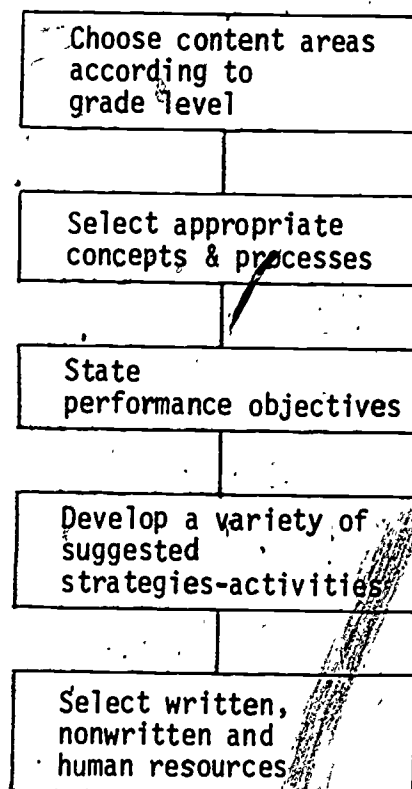 Choose content areas
according to
grade level
Select appropriate
concepts & processes
State
performance objectives
Develop a variety of
suggested
strategies-activities
Select written,
nonwritten and
human resources